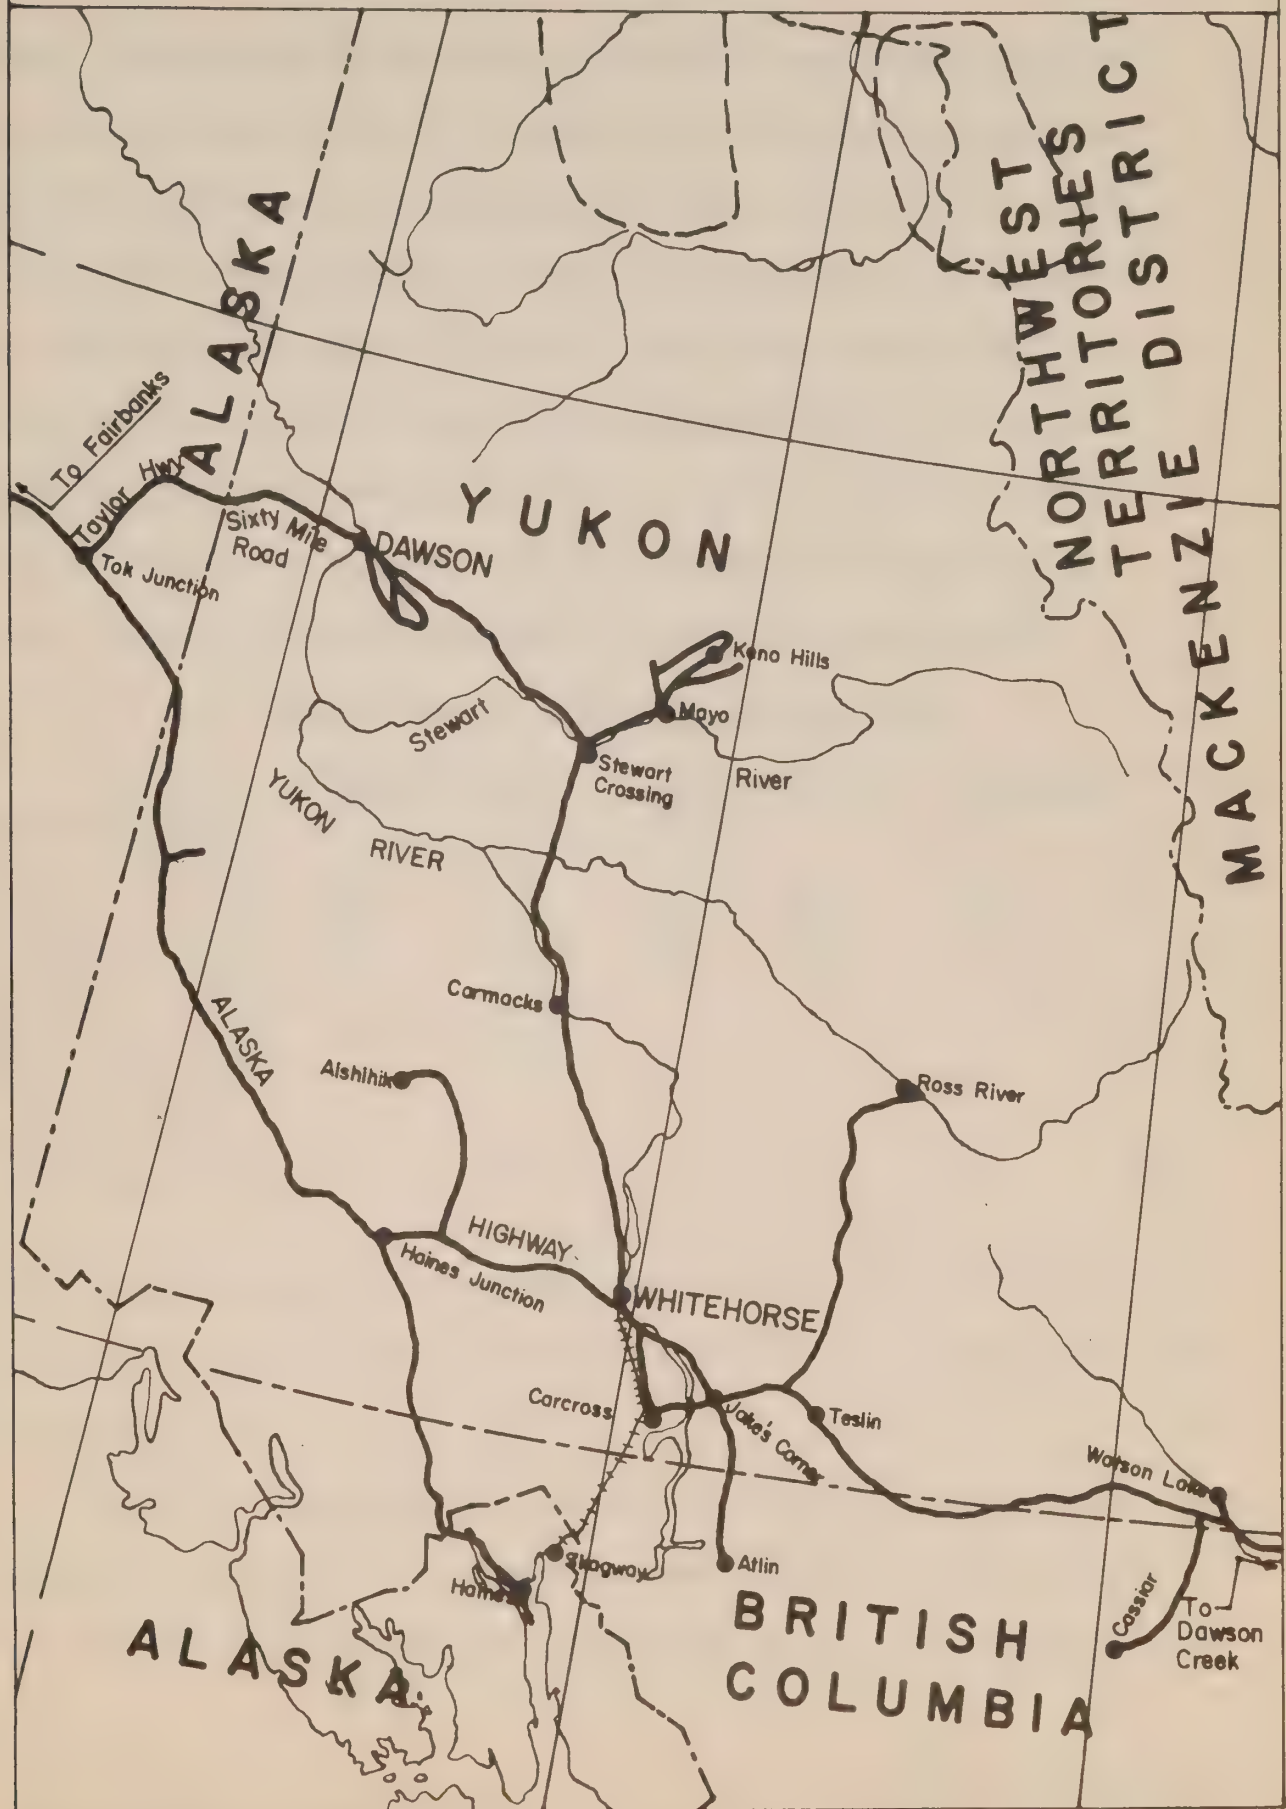 NORTHWEST
TERRITORIES
MACKENZIE DISTRICT
ALASKA
To Fairbanks
Taylor Hwy
Sixty Mile
Road
Tok Junction
DAWSON
YUKON
Keno Hills
Mayo
Stewart
Stewart
Crossing
River
YUKON
RIVER
Carmacks
ALASKA
Aishihik
Ross River
HIGHWAY
Haines Junction
WHITEHORSE
Carcross
Jake's Corner
Teslin
Watson Lake
Skagway
Haines
Atlin
Cassiar
To
Dawson
Creek
BRITISH
COLUMBIA
ALASKA